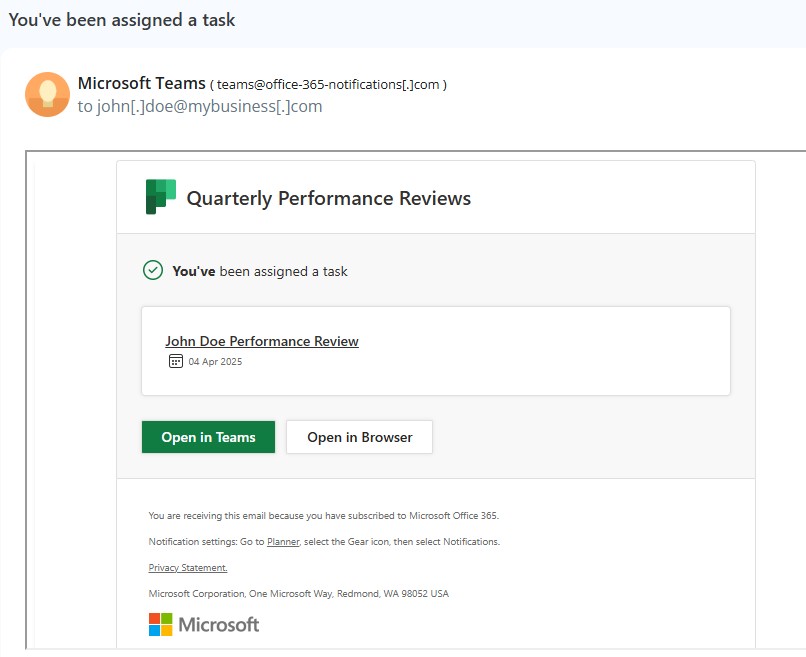 You've been assigned a task
Microsoft Teams ( teams@office-365-notifications[.]com )
to john[.]doe@mybusiness[.]com
Quarterly Performance Reviews
You've been assigned a task
John Doe Performance Review
04 Apr 2025
Open in Teams Open in Browser
You are receiving this email because you have subscribed to Microsoft Office 365.
Notification settings: Go to Planner, select the Gear icon, then select Notifications.
Privacy Statement.
Microsoft Corporation, One Microsoft Way, Redmond, WA 98052 USA
Microsoft